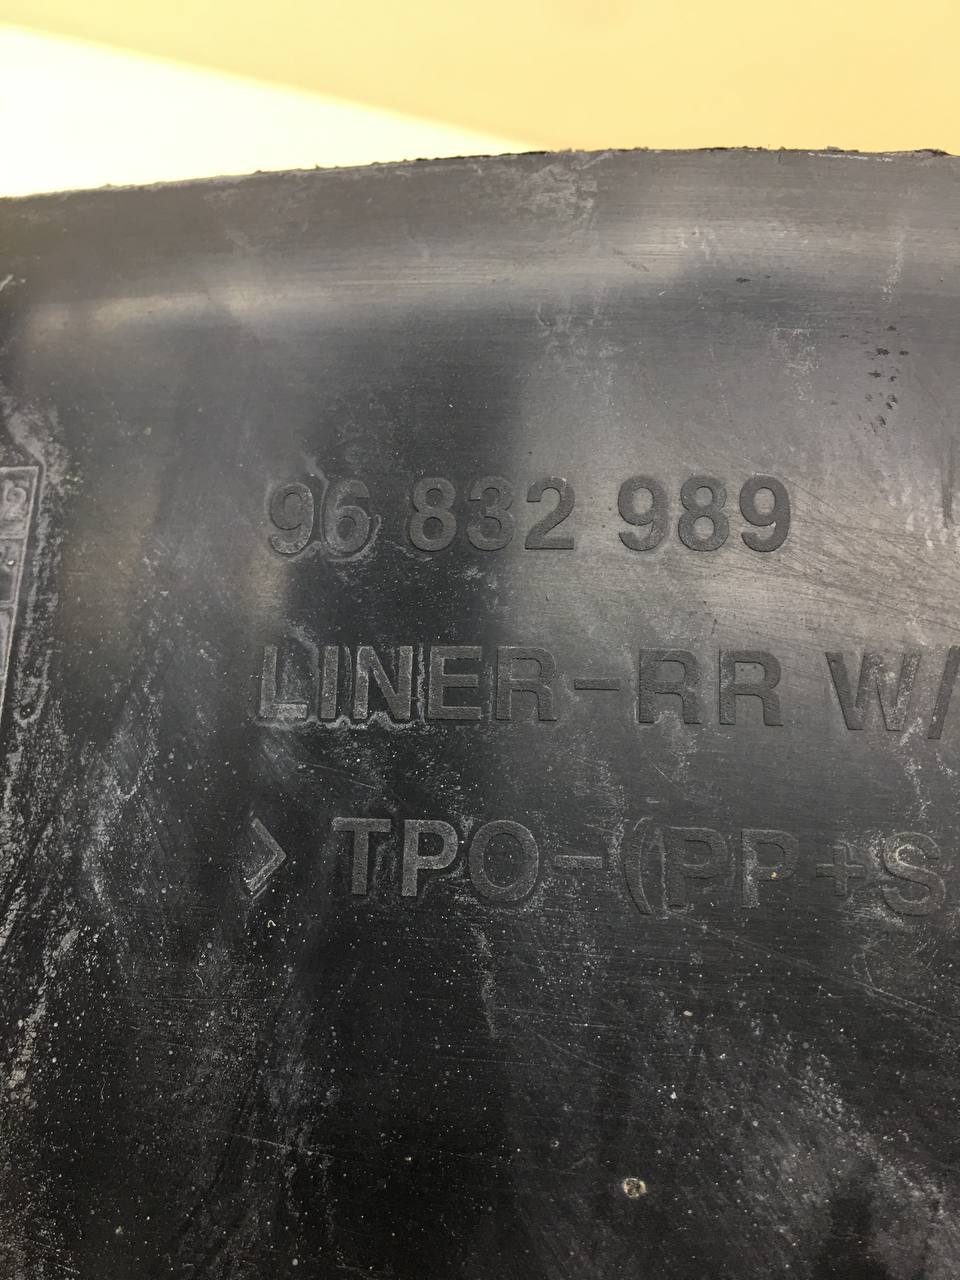 96 832 989
LINER-RR W/
> TPO-(PP+S